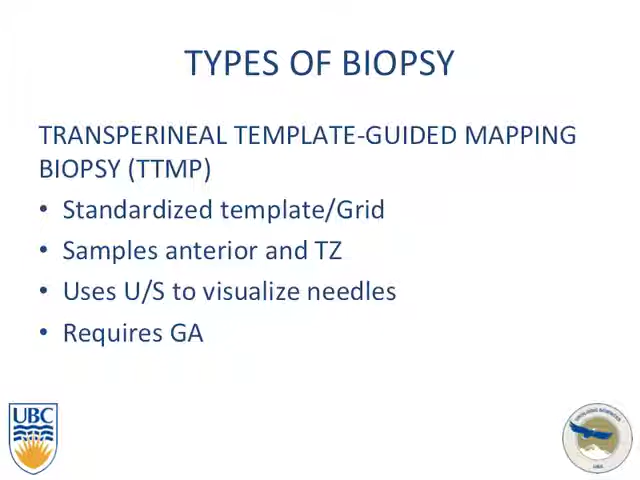 TYPES OF BIOPSY
TRANSPERINEAL TEMPLATE-GUIDED MAPPING
BIOPSY (TTMP)
• Standardized template/Grid
• Samples anterior and TZ
• Uses U/S to visualize needles
• Requires GA
UBC